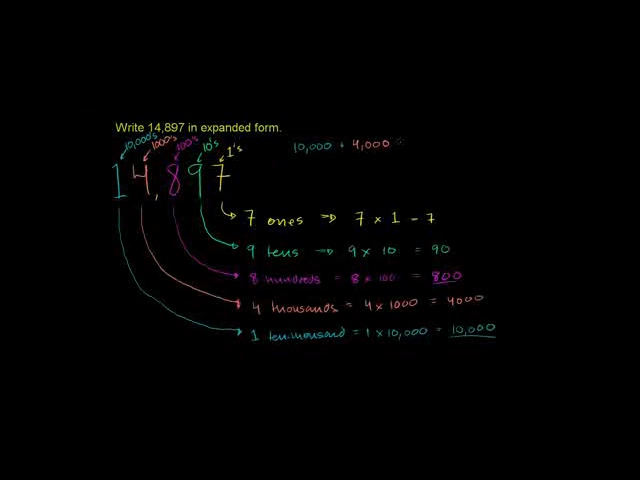 Write 14,897 in expanded form.
10,000's 1000's 100's 10's 1's
10,000 + 4,000
14,897
7 ones → 7 x 1 - 7
9 tens → 9 x 10 = 90
8 hundreds = 8 x 100 = 800
4 thousands = 4 x 1000 = 4000
1 ten-thousand = 1 x 10,000 = 10,000